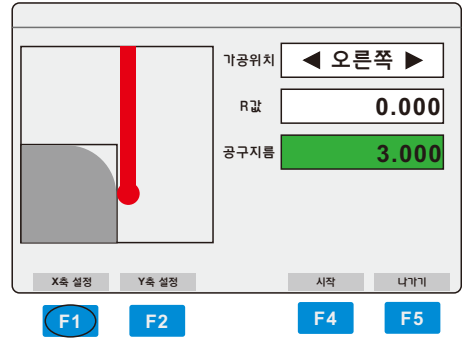 가공위치 ◀ 오른쪽 ▶
R값 0.000
공구지름 3.000
X축 설정 Y축 설정 시작 나가기
F1 F2 F4 F5